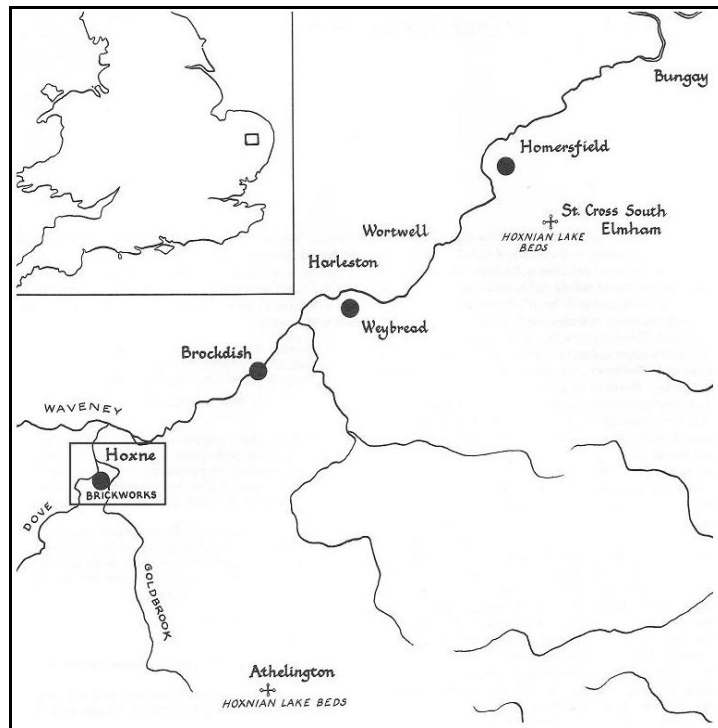 Bungay
Homersfield
St. Cross South
Elmham
HOXNIAN LAKE
BEDS
Wortwell
Harleston
Weybread
Brockdish
WAVENEY
Hoxne
BRICKWORKS
DOVE
GOLDBROOK
Athelington
HOXNIAN LAKE BEDS